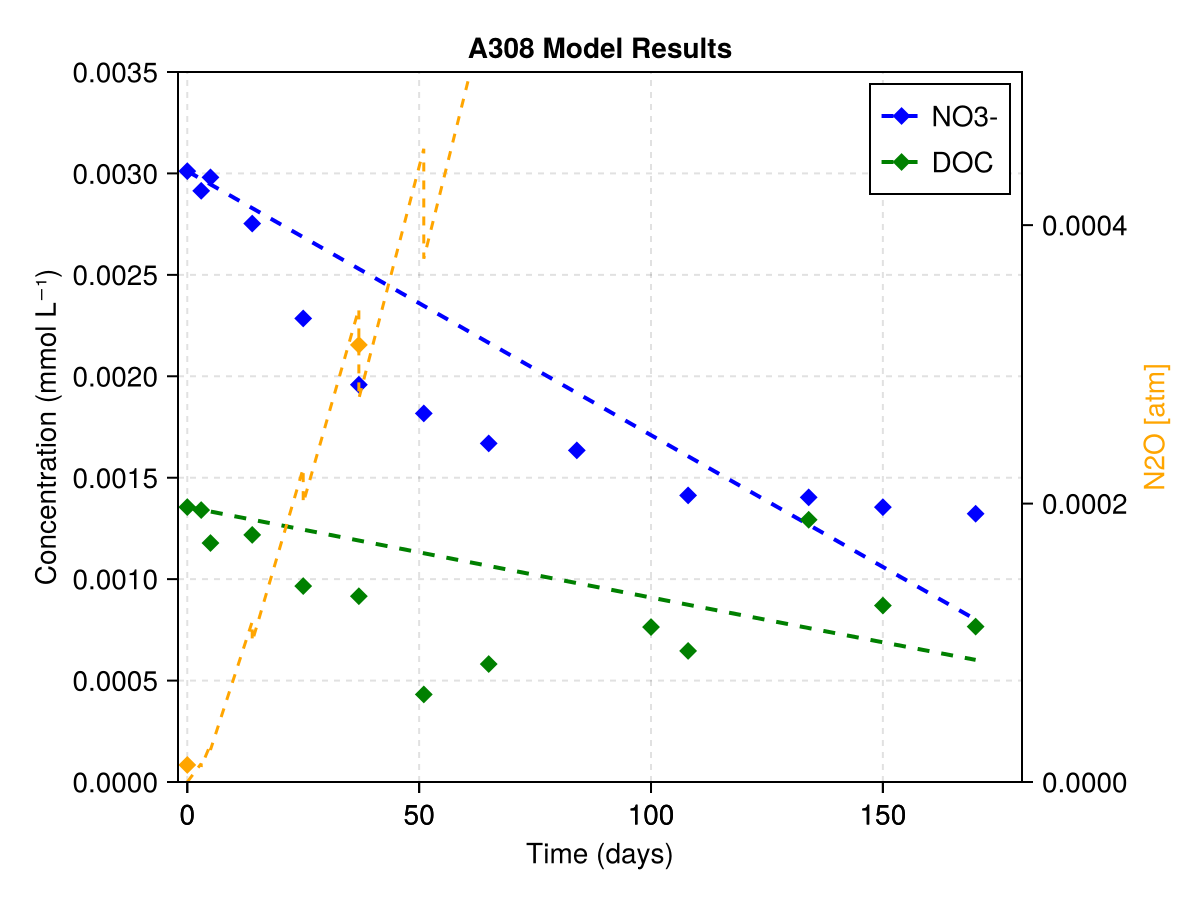 A308 Model Results
0.0035
0.0030
0.0025
0.0020
0.0015
0.0010
0.0005
0.0000
Concentration (mmol L⁻¹)
NO3-
DOC
0.0004
0.0002
0.0000
N2O [atm]
0 50 100 150
Time (days)